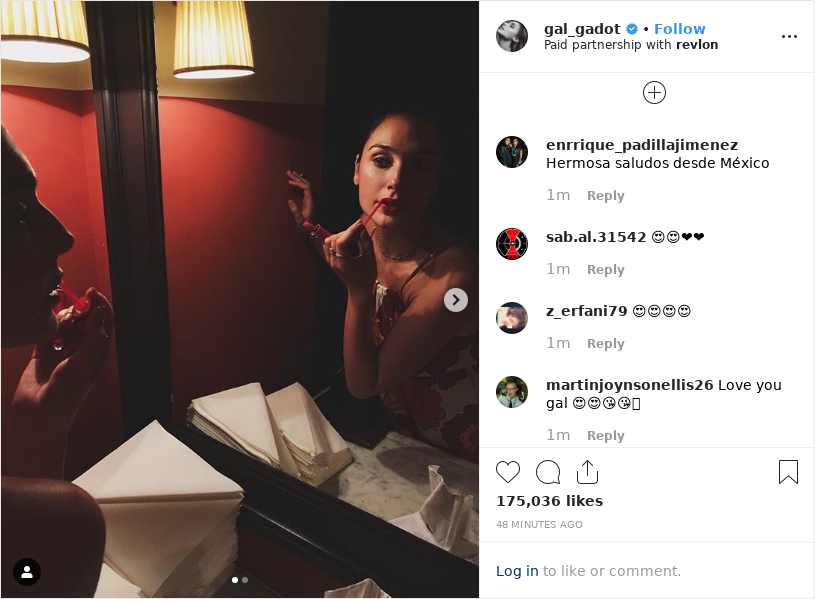 gal_gadot • Follow
Paid partnership with revlon
enrrique_padillajimenez
Hermosa saludos desde México
1m Reply
sab.al.31542 😍😍❤❤
1m Reply
z_erfani79 😍😍😍😍
1m Reply
martinjoynsonellis26 Love you
gal 😍😍😘😘
1m Reply
175,036 likes
48 MINUTES AGO
Log in to like or comment.